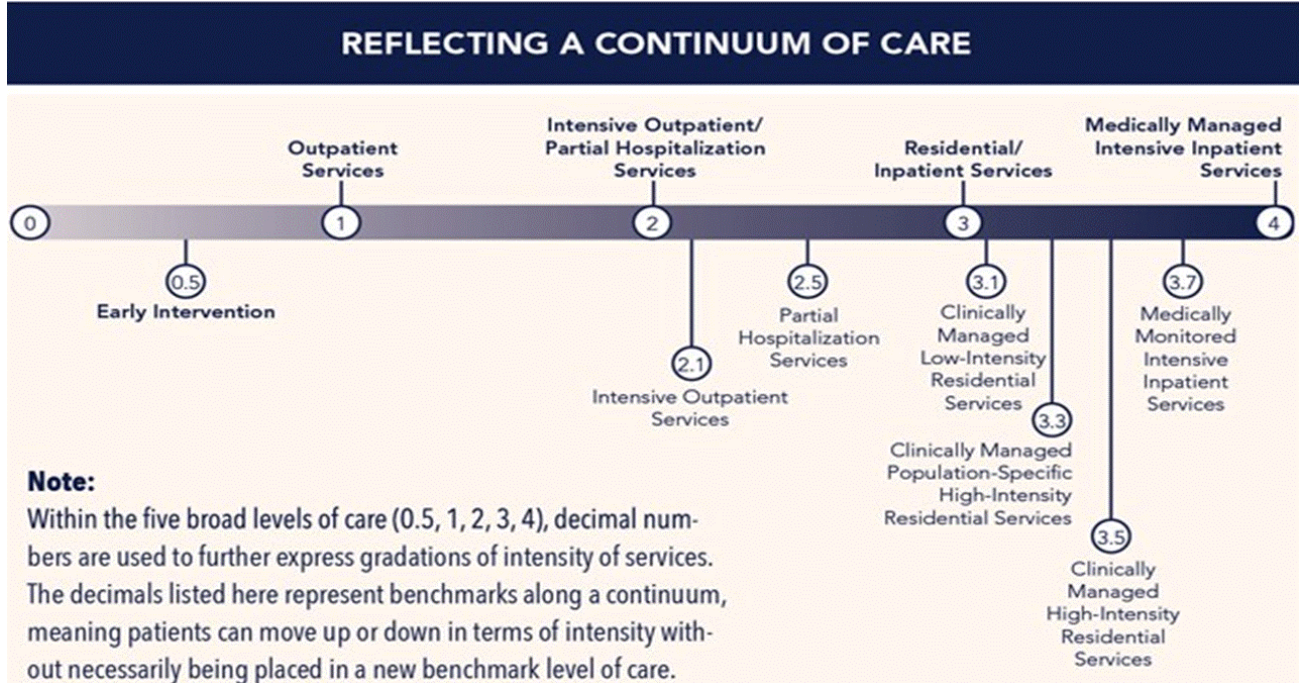 REFLECTING A CONTINUUM OF CARE
Outpatient
Services
Intensive Outpatient/
Partial Hospitalization
Services
Residential/
Inpatient Services
Medically Managed
Intensive Inpatient
Services
0
1
2
3
4
0.5
Early Intervention
2.1
Intensive Outpatient
Services
2.5
Partial
Hospitalization
Services
3.1
Clinically
Managed
Low-Intensity
Residential
Services
3.3
Clinically Managed
Population-Specific
High-Intensity
Residential Services
3.5
Clinically
Managed
High-Intensity
Residential
Services
3.7
Medically
Monitored
Intensive
Inpatient
Services
Note:
Within the five broad levels of care (0.5, 1, 2, 3, 4), decimal num-
bers are used to further express gradations of intensity of services.
The decimals listed here represent benchmarks along a continuum,
meaning patients can move up or down in terms of intensity with-
out necessarily being placed in a new benchmark level of care.